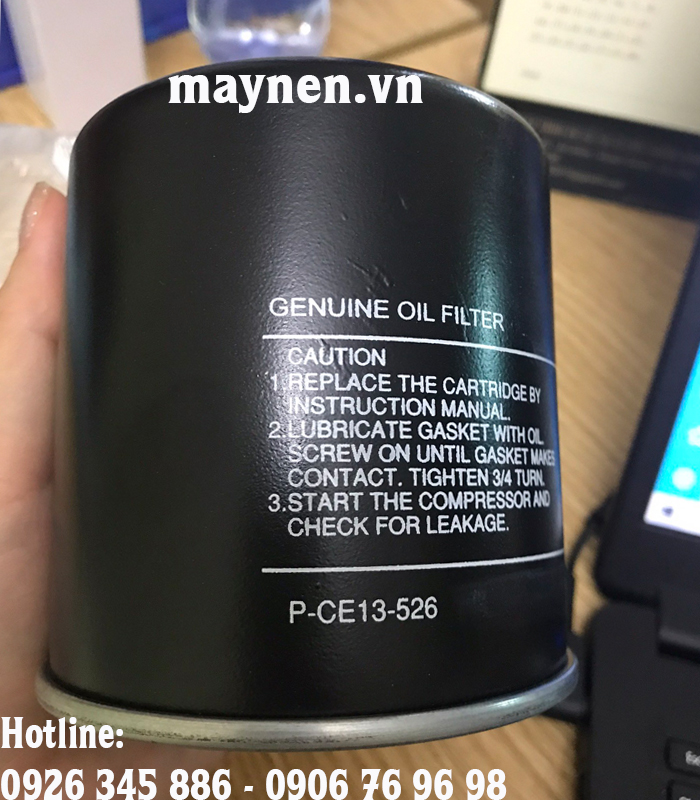 maynen.vn
GENUINE OIL FILTER
CAUTION
1.REPLACE THE CARTRIDGE BY
INSTRUCTION MANUAL.
2.LUBRICATE GASKET WITH OIL.
SCREW ON UNTIL GASKET MAKES
CONTACT. TIGHTEN 3/4 TURN.
3.START THE COMPRESSOR AND
CHECK FOR LEAKAGE.
P-CE13-526
Hotline:
0926 345 886 - 0906 76 96 98